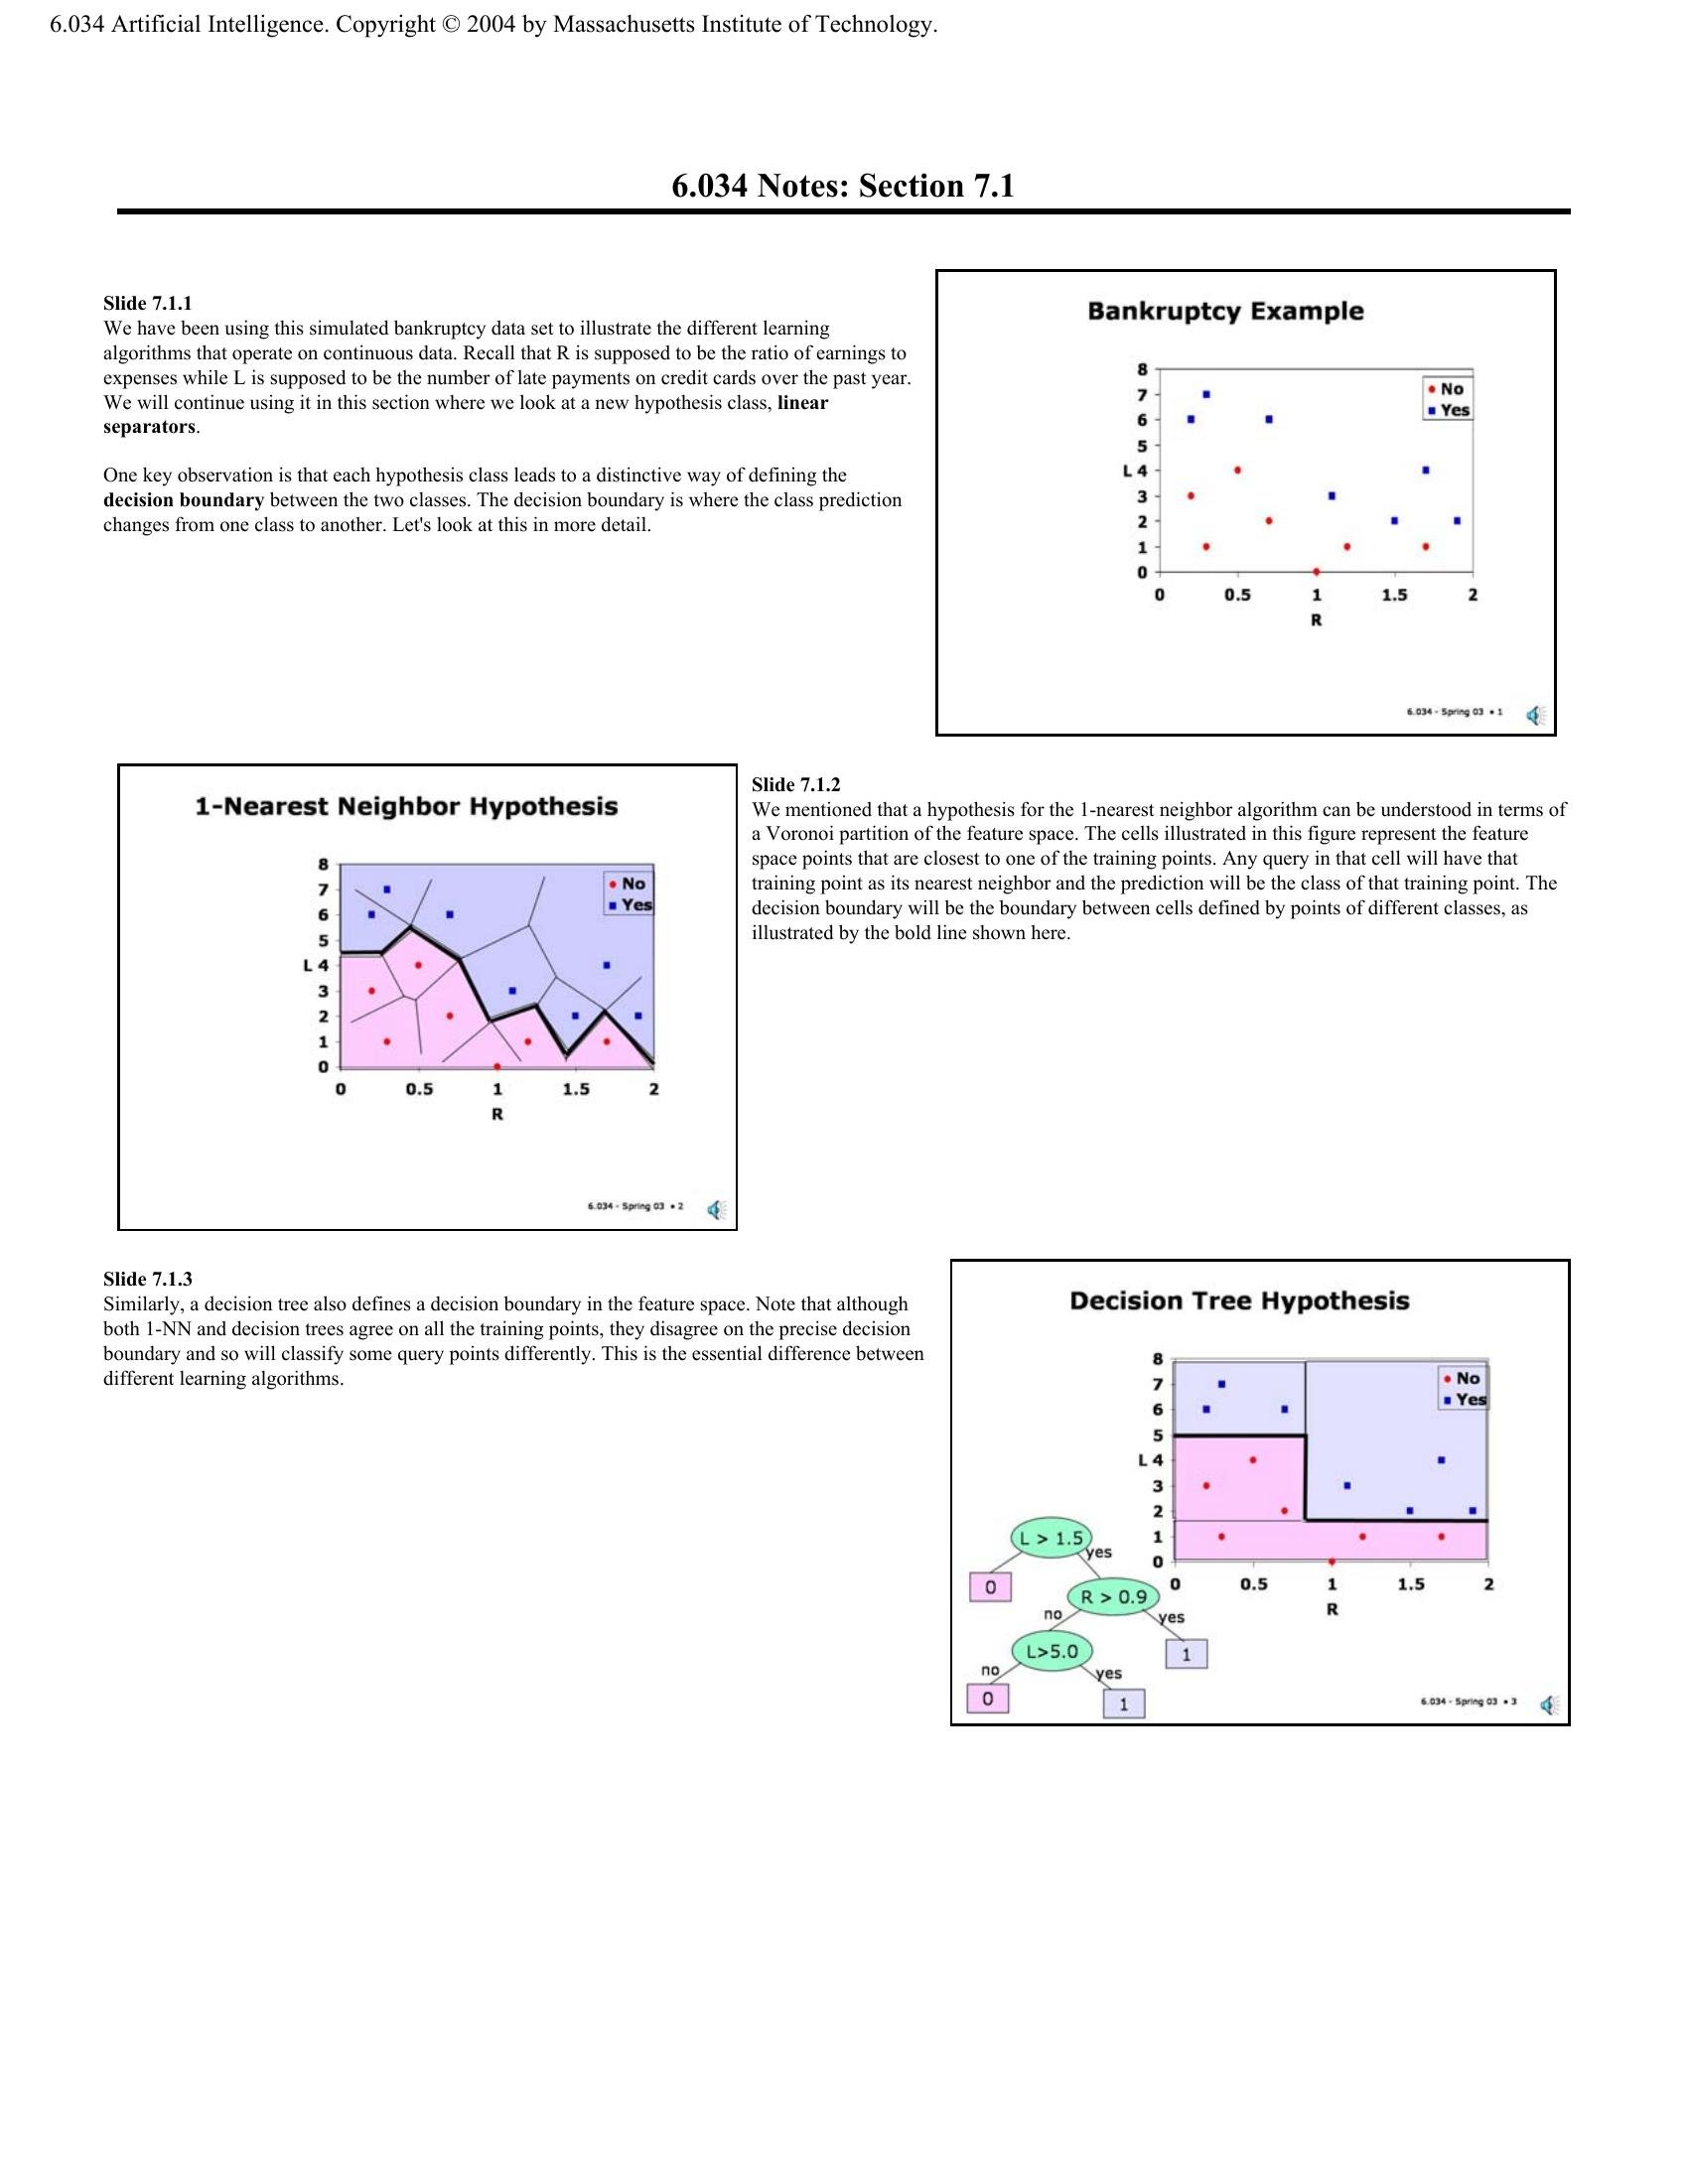 6.034 Artificial Intelligence. Copyright © 2004 by Massachusetts Institute of Technology.
6.034 Notes: Section 7.1
Slide 7.1.1
We have been using this simulated bankruptcy data set to illustrate the different learning
algorithms that operate on continuous data. Recall that R is supposed to be the ratio of earnings to
expenses while L is supposed to be the number of late payments on credit cards over the past year.
We will continue using it in this section where we look at a new hypothesis class, linear
separators.
One key observation is that each hypothesis class leads to a distinctive way of defining the
decision boundary between the two classes. The decision boundary is where the class prediction
changes from one class to another. Let's look at this in more detail.
Bankruptcy Example
8
7
6
5
L 4
3
2
1
0
No
Yes
0 0.5 1 1.5 2
R
6.034 - Spring 03 • 1
1-Nearest Neighbor Hypothesis
8
7
6
5
L 4
3
2
1
0
No
Yes
0 0.5 1 1.5 2
R
6.034 - Spring 03 • 2
Slide 7.1.2
We mentioned that a hypothesis for the 1-nearest neighbor algorithm can be understood in terms of
a Voronoi partition of the feature space. The cells illustrated in this figure represent the feature
space points that are closest to one of the training points. Any query in that cell will have that
training point as its nearest neighbor and the prediction will be the class of that training point. The
decision boundary will be the boundary between cells defined by points of different classes, as
illustrated by the bold line shown here.
Slide 7.1.3
Similarly, a decision tree also defines a decision boundary in the feature space. Note that although
both 1-NN and decision trees agree on all the training points, they disagree on the precise decision
boundary and so will classify some query points differently. This is the essential difference between
different learning algorithms.
Decision Tree Hypothesis
8
7
6
5
L 4
3
2
1
0
No
Yes
0 0.5 1 1.5 2
R
L > 1.5
yes
0
R > 0.9
no
yes
L>5.0
1
no
yes
0
1
6.034 - Spring 03 • 3